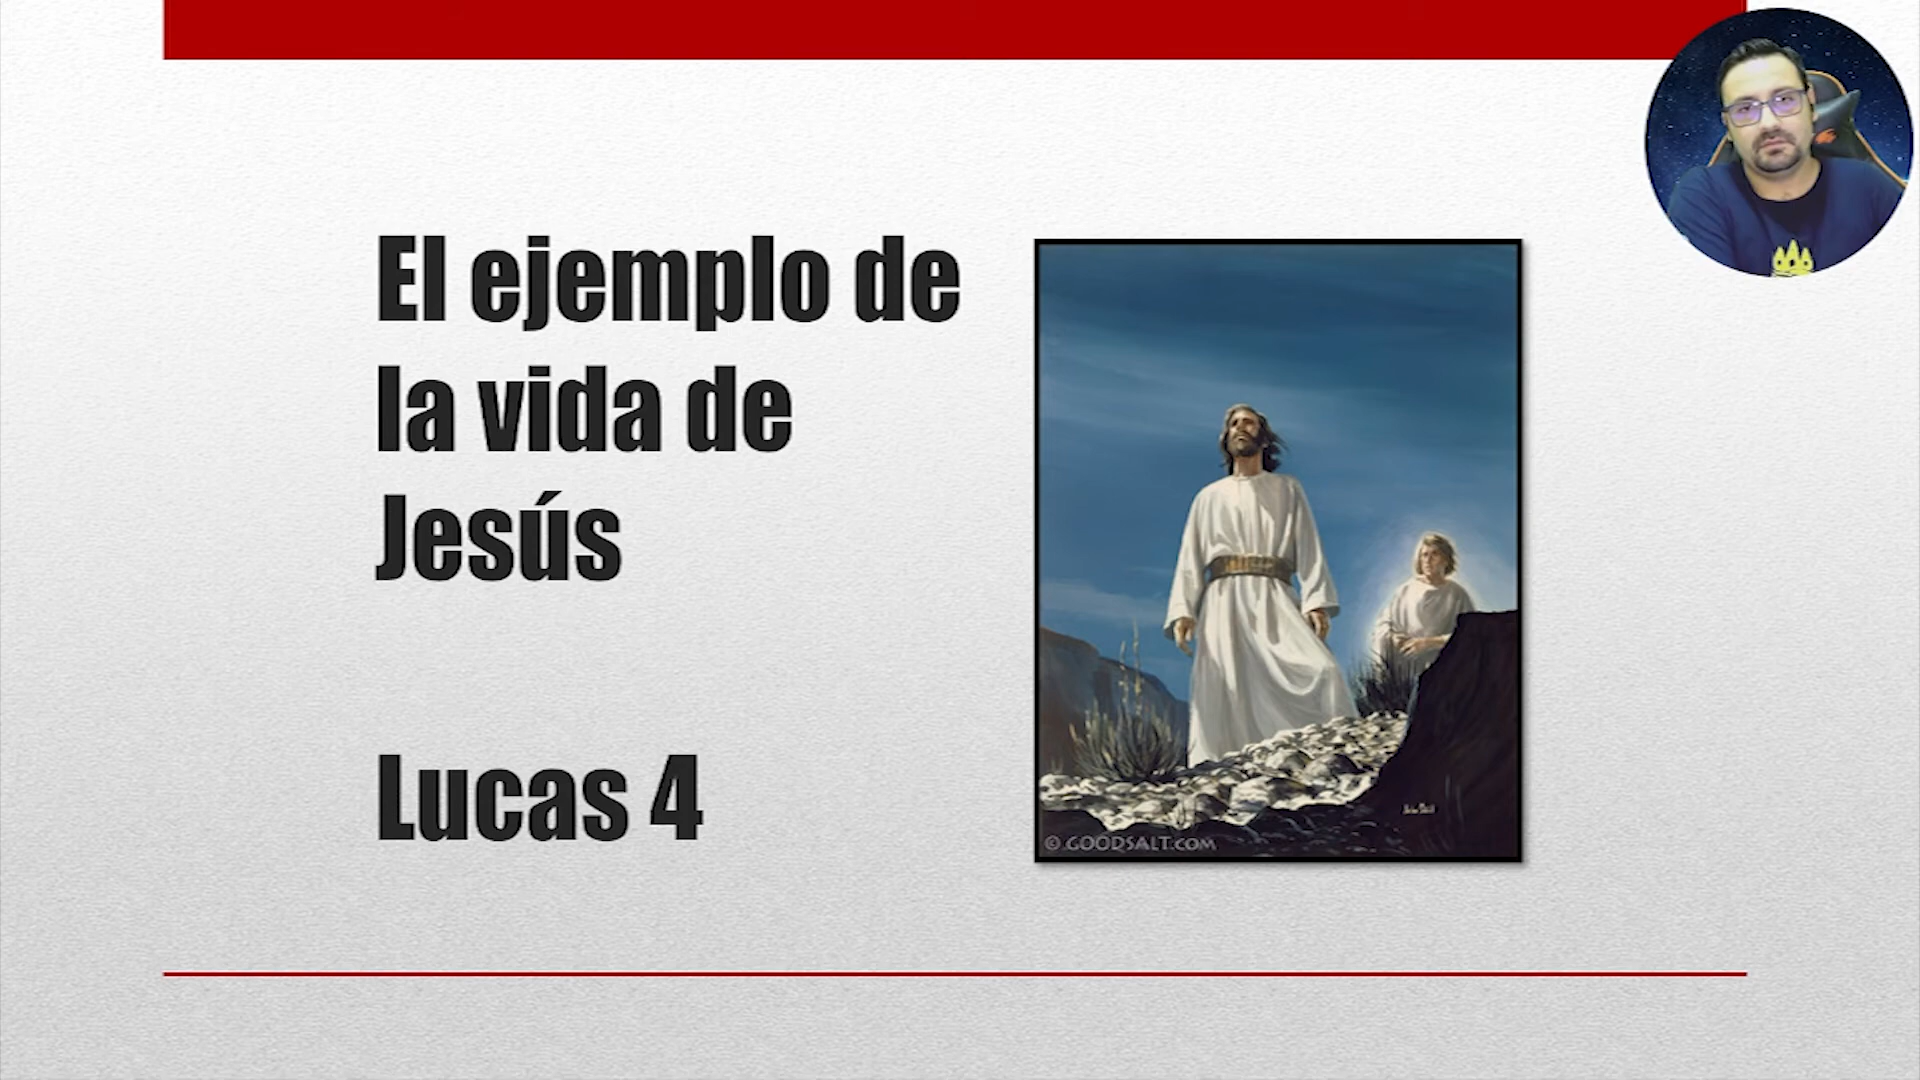 El ejemplo de
la vida de
Jesús
Lucas 4
© GOODSALT.COM